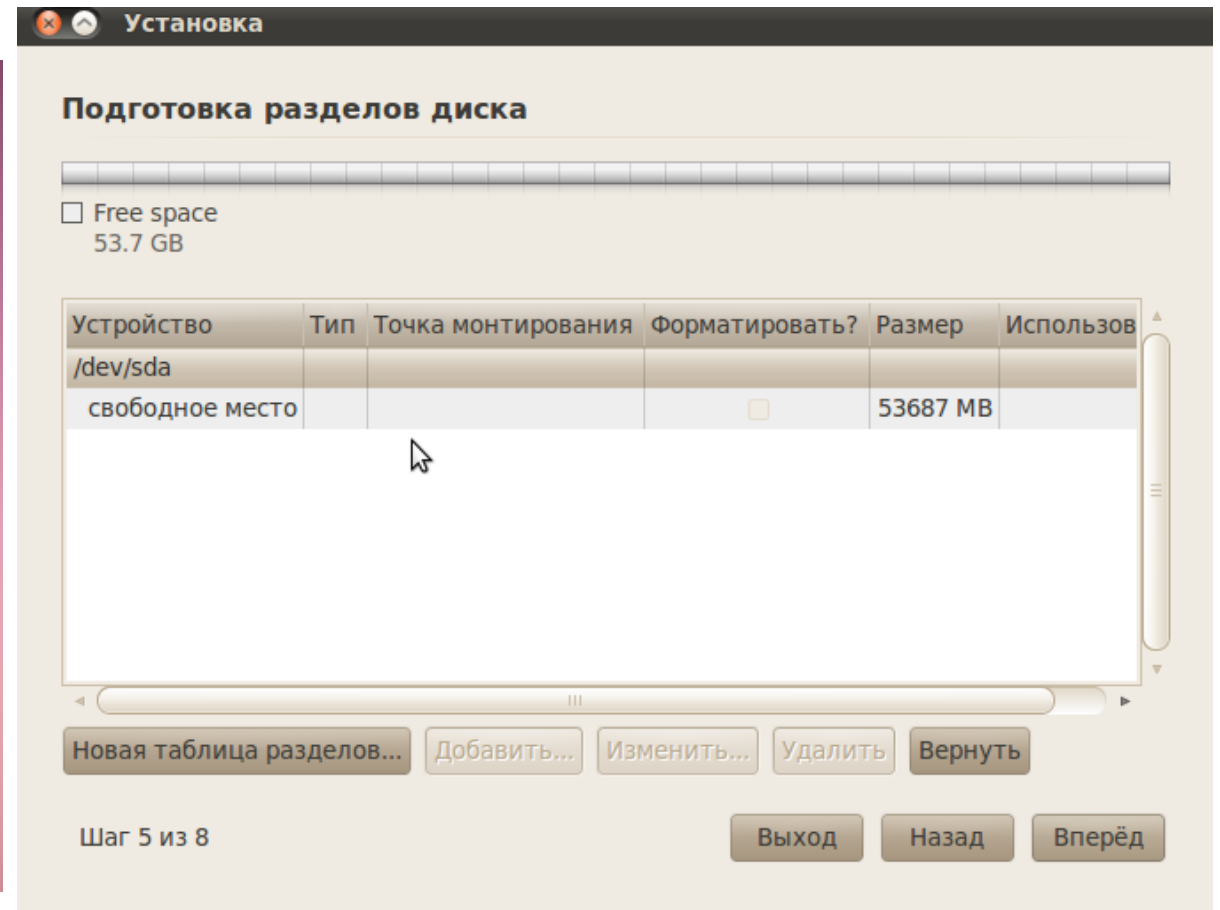 Установка
Подготовка разделов диска
Free space
53.7 GB
Устройство Тип Точка монтирования Форматировать? Размер Использов
/dev/sda
свободное место 53687 MB
Новая таблица разделов... Добавить... Изменить... Удалить Вернуть
Шаг 5 из 8 Выход Назад Вперёд